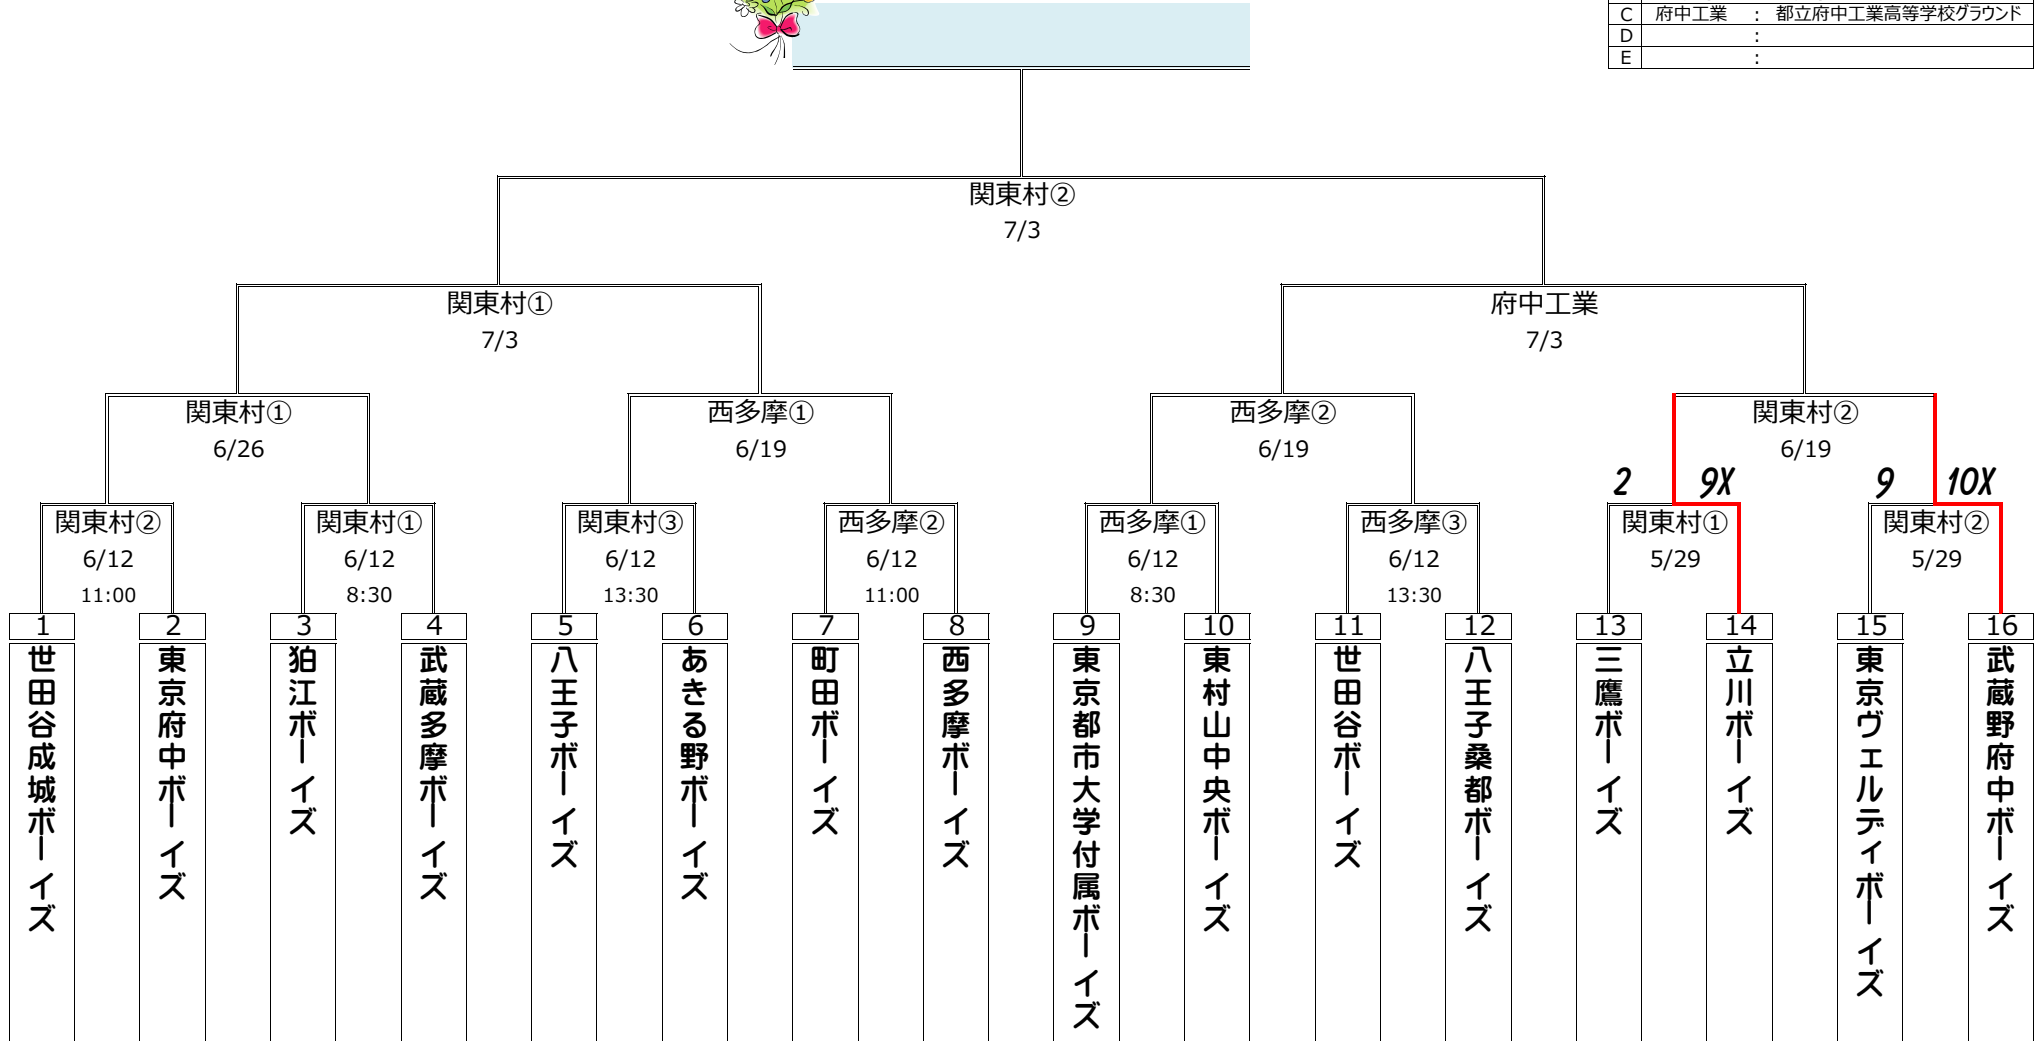 C 府中工業 : 都立府中工業高等学校グラウンド
D :
E :
関東村②
7/3
関東村① 府中工業
7/3 7/3
関東村① 西多摩① 西多摩② 関東村②
6/26 6/19 6/19 6/19
2 9X 9 10X
関東村② 関東村① 関東村③ 西多摩② 西多摩① 西多摩③ 関東村① 関東村②
6/12 6/12 6/12 6/12 6/12 6/12 5/29 5/29
11:00 8:30 13:30 11:00 8:30 13:30
1 2 3 4 5 6 7 8 9 10 11 12 13 14 15 16
世田谷成城ボーイズ
東京府中ボーイズ
狛江ボーイズ
武蔵多摩ボーイズ
八王子ボーイズ
あきる野ボーイズ
町田ボーイズ
西多摩ボーイズ
東京都市大学付属ボーイズ
東村山中央ボーイズ
世田谷ボーイズ
八王子桑都ボーイズ
三鷹ボーイズ
立川ボーイズ
東京ヴェルディボーイズ
武蔵野府中ボーイズ